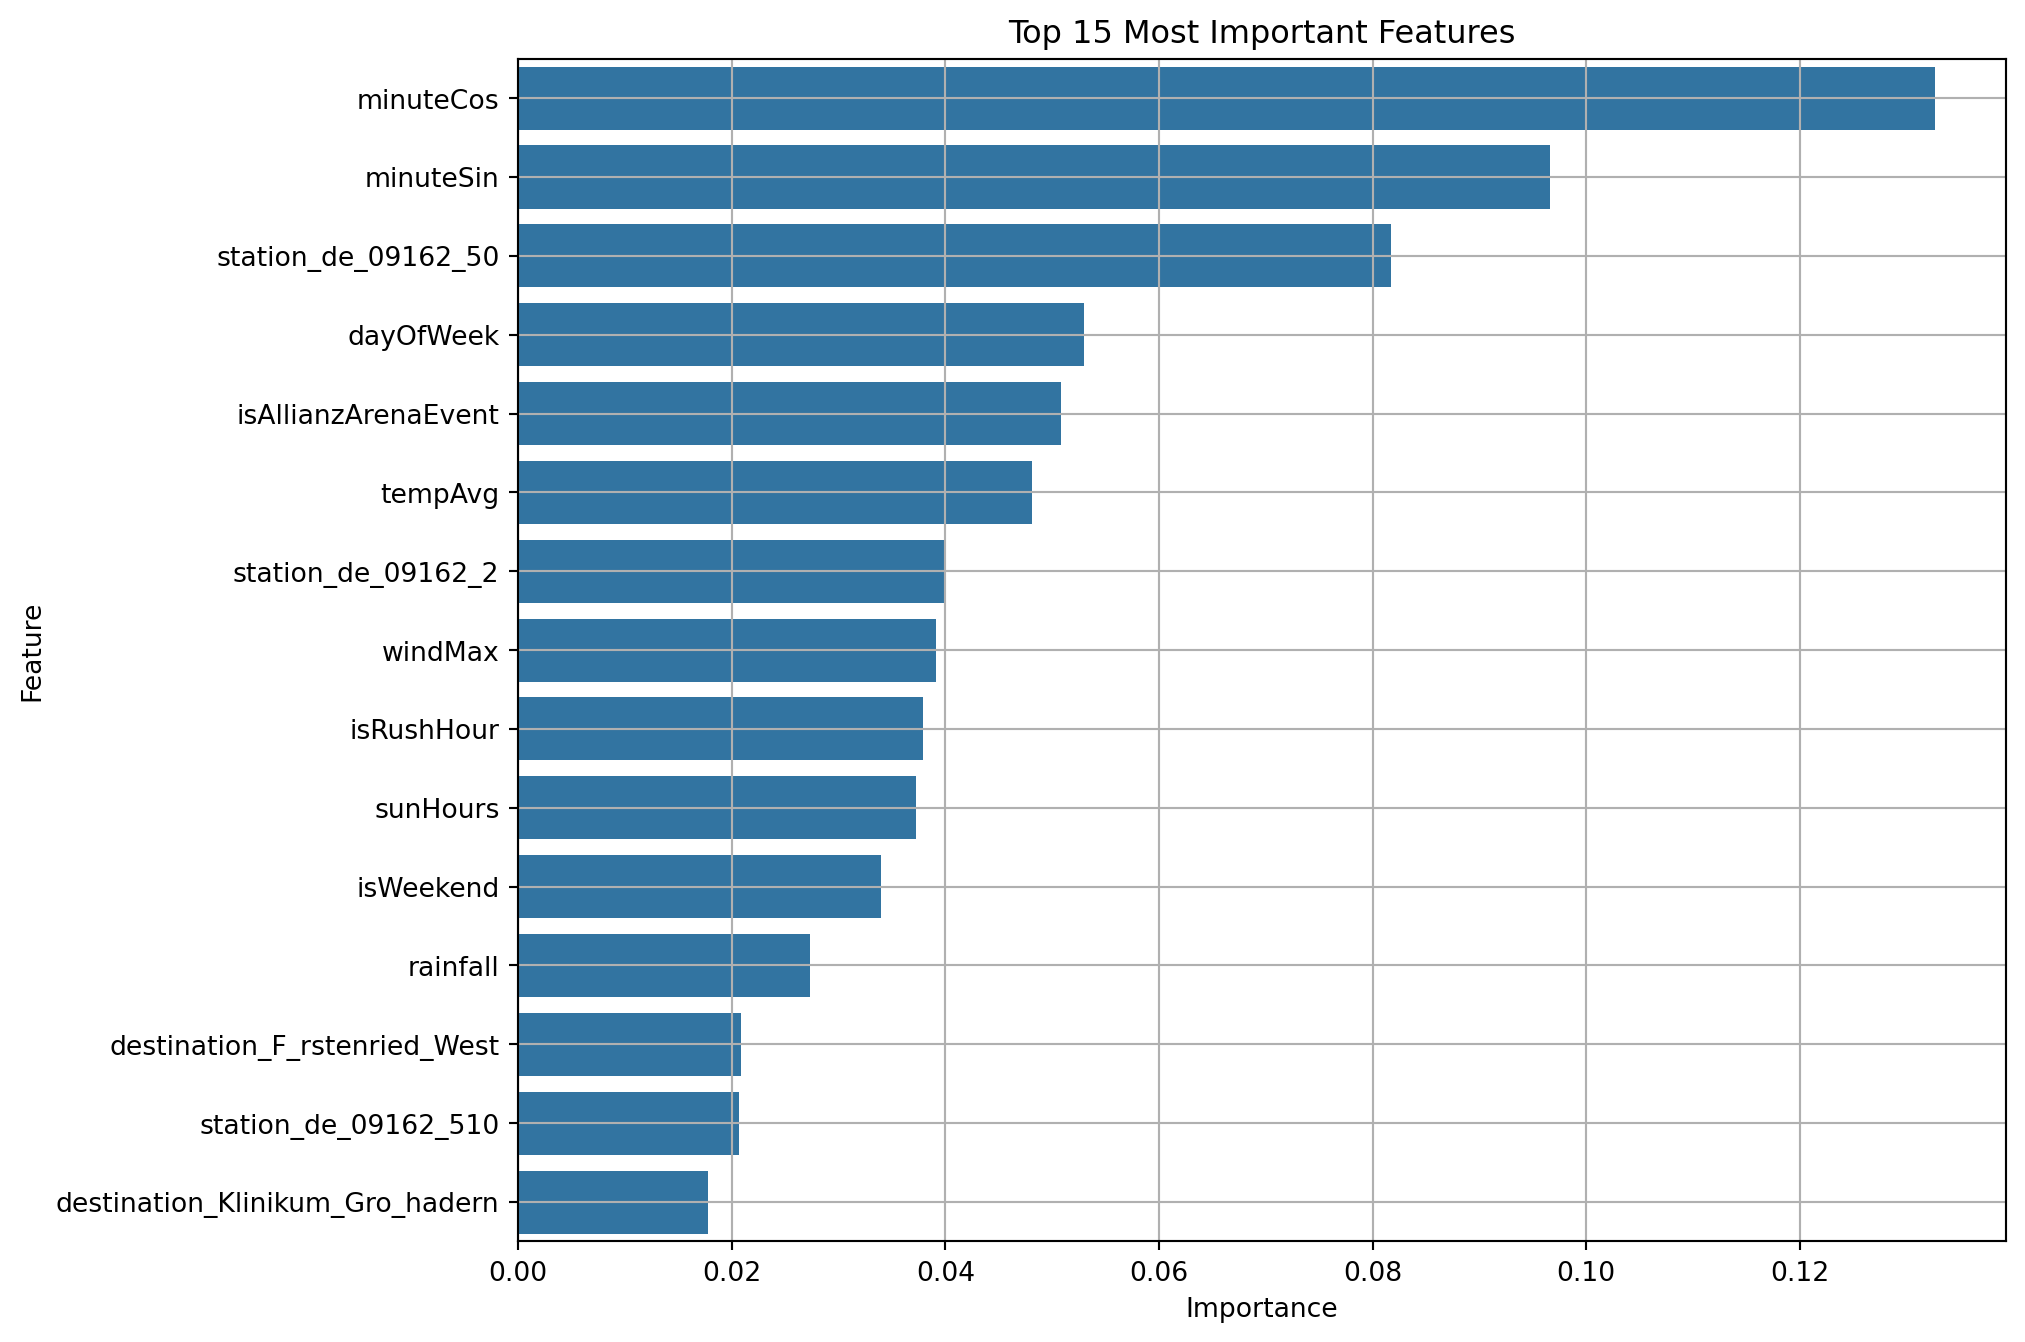 Top 15 Most Important Features
Feature
minuteCos
minuteSin
station_de_09162_50
dayOfWeek
isAllianzArenaEvent
tempAvg
station_de_09162_2
windMax
isRushHour
sunHours
isWeekend
rainfall
destination_F_rstenried_West
station_de_09162_510
destination_Klinikum_Gro_hadern
0.00 0.02 0.04 0.06 0.08 0.10 0.12
Importance